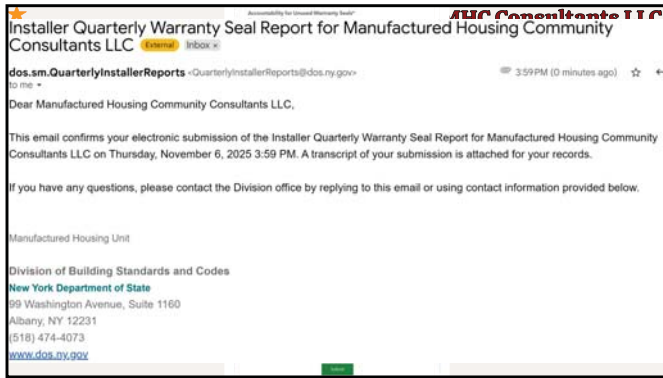 Accountability for Unused Warranty Seals*
MHC Consultants LLC
Installer Quarterly Warranty Seal Report for Manufactured Housing Community
Consultants LLC External Inbox ×
dos.sm.QuarterlyInstallerReports <QuarterlyInstallerReports@dos.ny.gov> 3:59 PM (0 minutes ago)
to me
Dear Manufactured Housing Community Consultants LLC,
This email confirms your electronic submission of the Installer Quarterly Warranty Seal Report for Manufactured Housing Community
Consultants LLC on Thursday, November 6, 2025 3:59 PM. A transcript of your submission is attached for your records.
If you have any questions, please contact the Division office by replying to this email or using contact information provided below.
Manufactured Housing Unit
Division of Building Standards and Codes
New York Department of State
99 Washington Avenue, Suite 1160
Albany, NY 12231
(518) 474-4073
www.dos.ny.gov
Submit